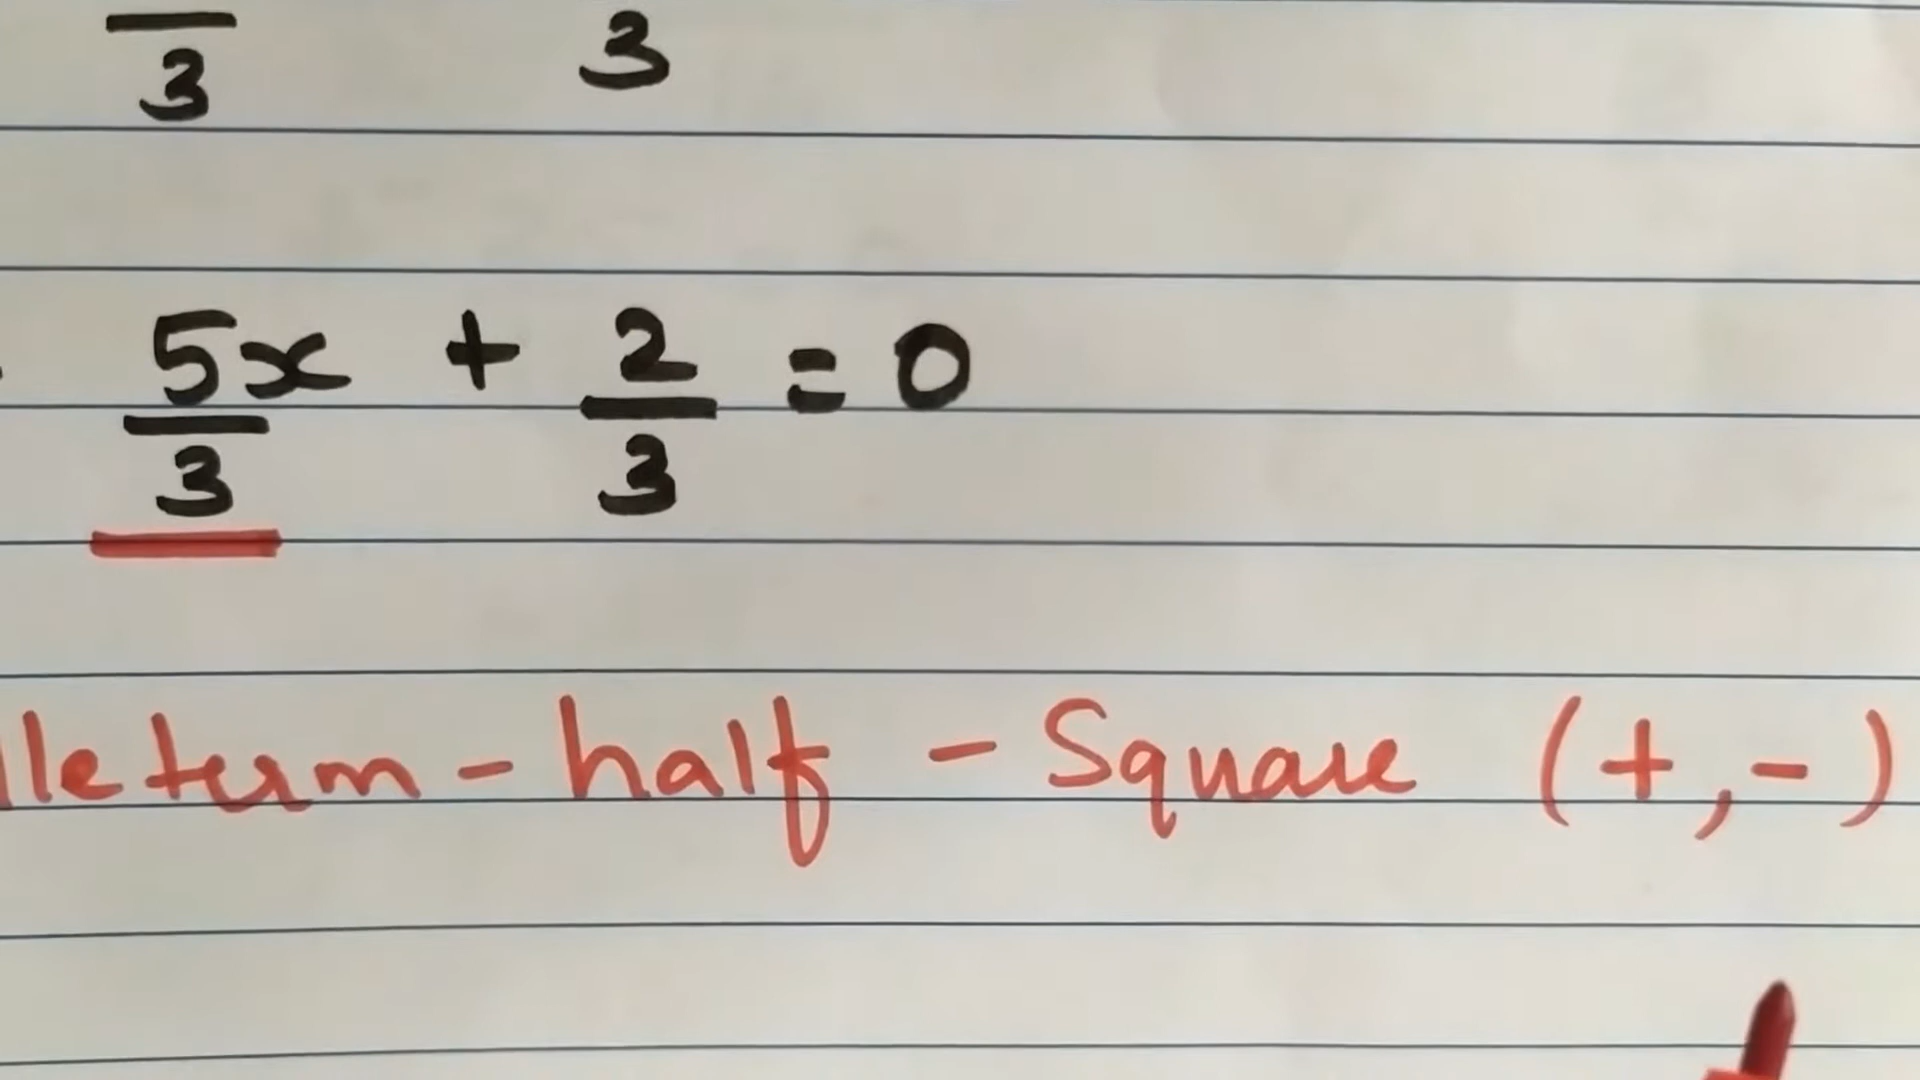 3 3
5x/3 + 2/3 = 0
le term - half - Square (+, -)